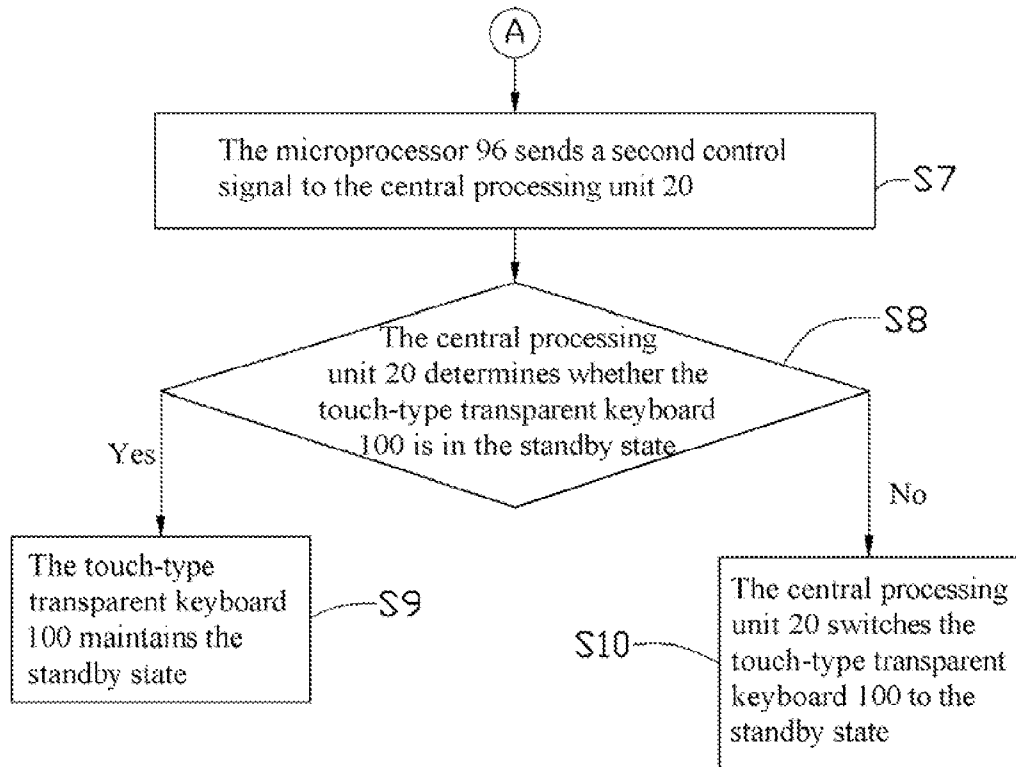 A
The microprocessor 96 sends a second control
signal to the central processing unit 20
S7
The central processing
unit 20 determines whether the
touch-type transparent keyboard
100 is in the standby state
S8
Yes
No
The touch-type
transparent keyboard
100 maintains the
standby state
S9
The central processing
unit 20 switches the
touch-type transparent
keyboard 100 to the
standby state
S10